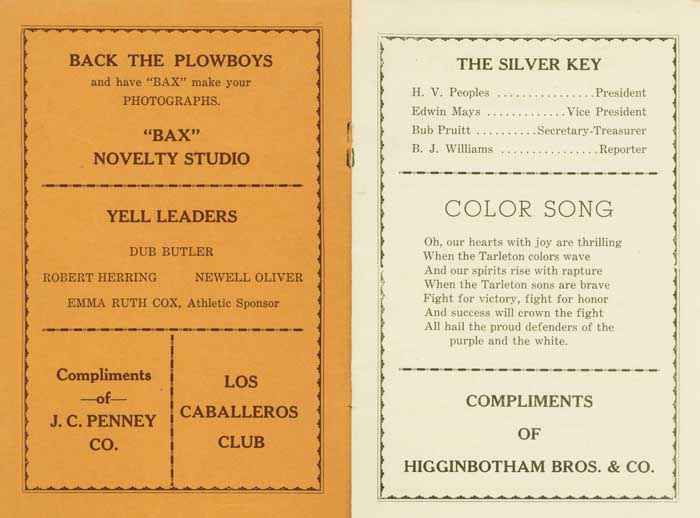 BACK THE PLOWBOYS
and have "BAX" make your
PHOTOGRAPHS.
"BAX"
NOVELTY STUDIO
YELL LEADERS
DUB BUTLER
ROBERT HERRING NEWELL OLIVER
EMMA RUTH COX, Athletic Sponsor
Compliments
—of—
J. C. PENNEY
CO.
LOS
CABALLEROS
CLUB
THE SILVER KEY
H. V. Peoples ...............President
Edwin Mays ............Vice President
Bub Pruitt ..........Secretary-Treasurer
B. J. Williams ................Reporter
COLOR SONG
Oh, our hearts with joy are thrilling
When the Tarleton colors wave
And our spirits rise with rapture
When the Tarleton sons are brave
Fight for victory, fight for honor
And success will crown the fight
All hail the proud defenders of the
purple and the white.
COMPLIMENTS
OF
HIGGINBOTHAM BROS. & CO.